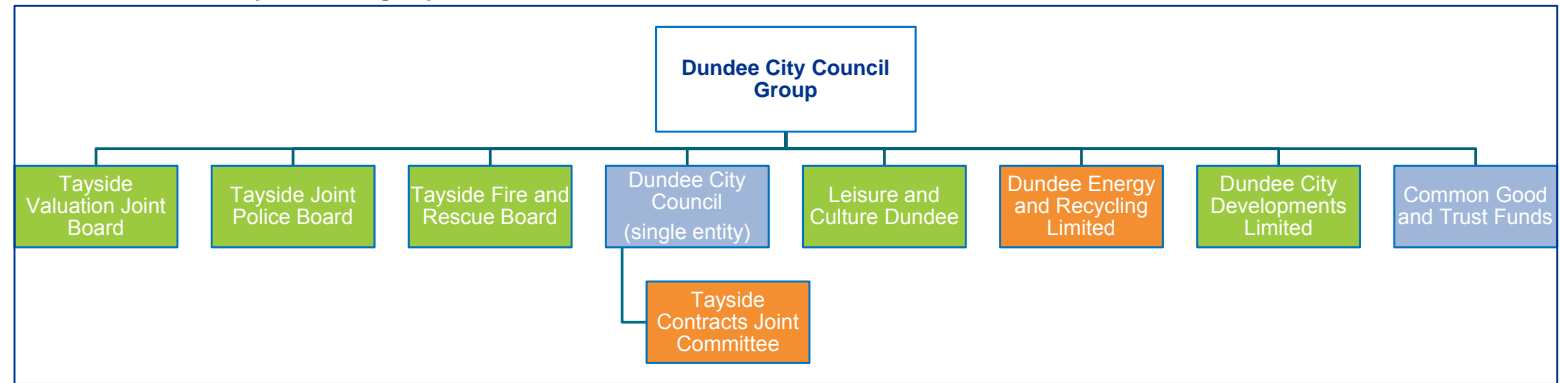 Dundee City Council
Group
Tayside
Valuation Joint
Board
Tayside Joint
Police Board
Tayside Fire and
Rescue Board
Dundee City
Council
(single entity)
Leisure and
Culture Dundee
Dundee Energy
and Recycling
Limited
Dundee City
Developments
Limited
Common Good
and Trust Funds
Tayside
Contracts Joint
Committee